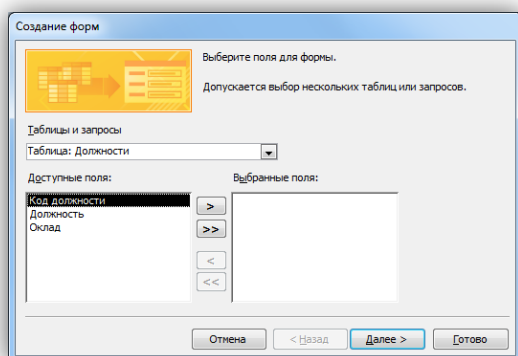 Создание форм
Выберите поля для формы.
Допускается выбор нескольких таблиц или запросов.
Таблицы и запросы
Таблица: Должности
Доступные поля:
Выбранные поля:
Код должности
Должность
Оклад
>
>>
<
<<
Отмена
< Назад
Далее >
Готово